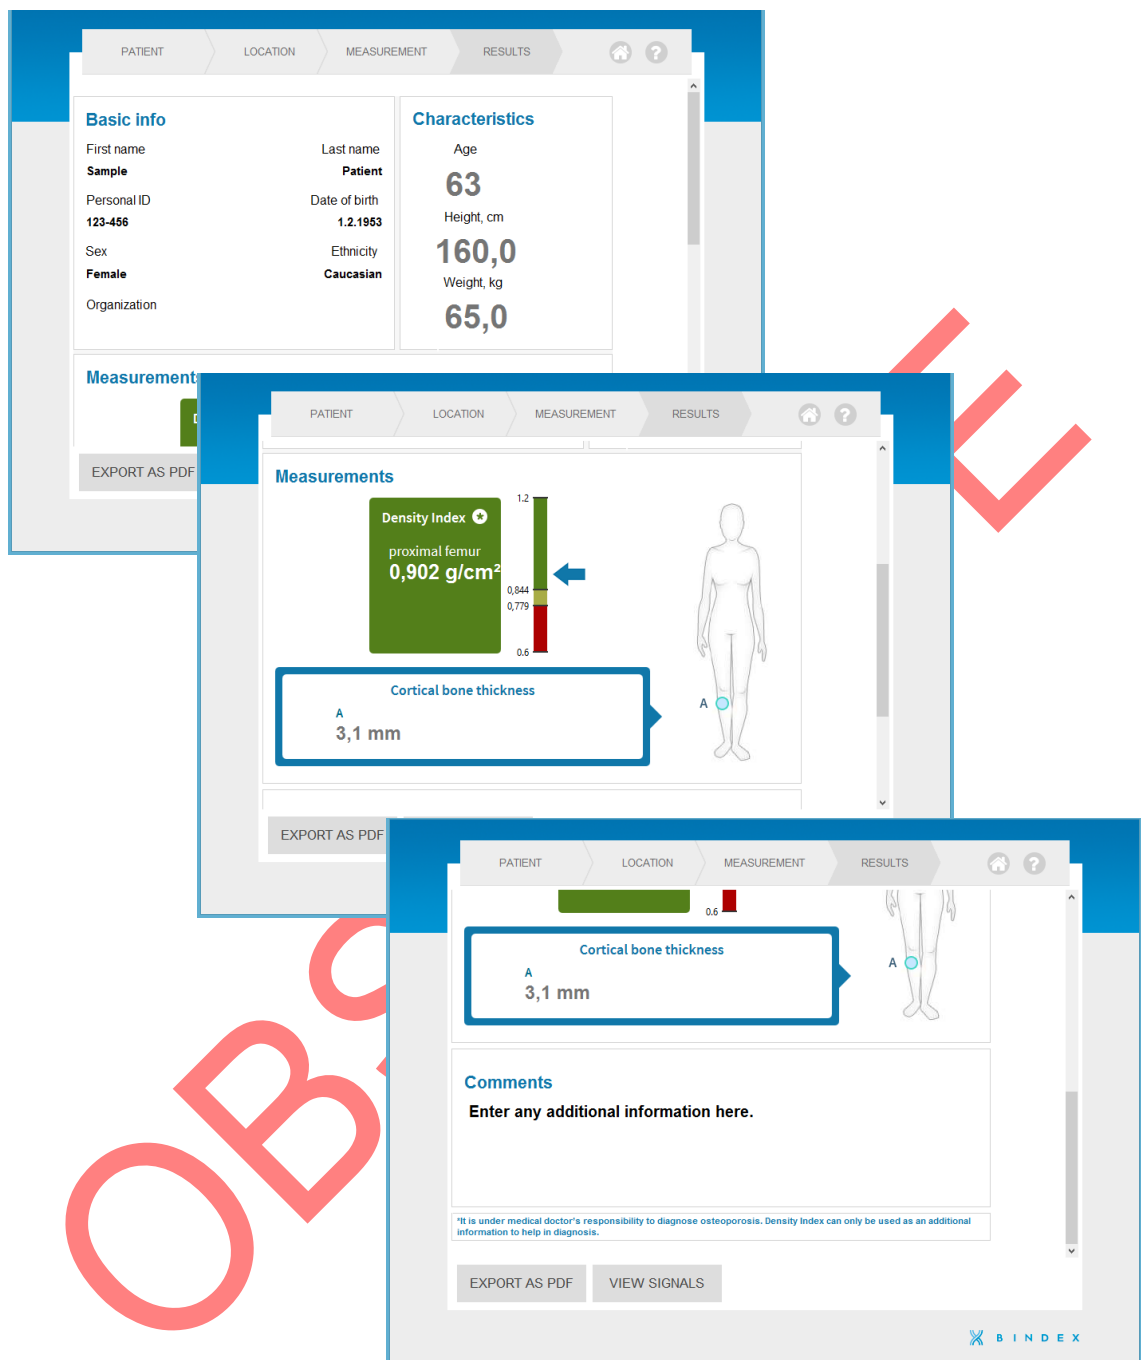 PATIENT LOCATION MEASUREMENT RESULTS ?
Basic info
Characteristics
First name Last name Age
Sample Patient
63
Personal ID Date of birth
123-456 1.2.1953
Height, cm
160,0
Sex Ethnicity
Female Caucasian
Weight, kg
65,0
Organization
Measurements
D
EXPORT AS PDF
PATIENT LOCATION MEASUREMENT RESULTS ?
Measurements
Density Index
proximal femur
0,902 g/cm²
1.2
0,844
0,779
0.6
Cortical bone thickness
A
3,1 mm
A
EXPORT AS PDF
PATIENT LOCATION MEASUREMENT RESULTS ?
0.6
Cortical bone thickness
A
3,1 mm
A
Comments
Enter any additional information here.
*It is under medical doctor's responsibility to diagnose osteoporosis. Density Index can only be used as an additional
information to help in diagnosis.
EXPORT AS PDF VIEW SIGNALS
BINDEX